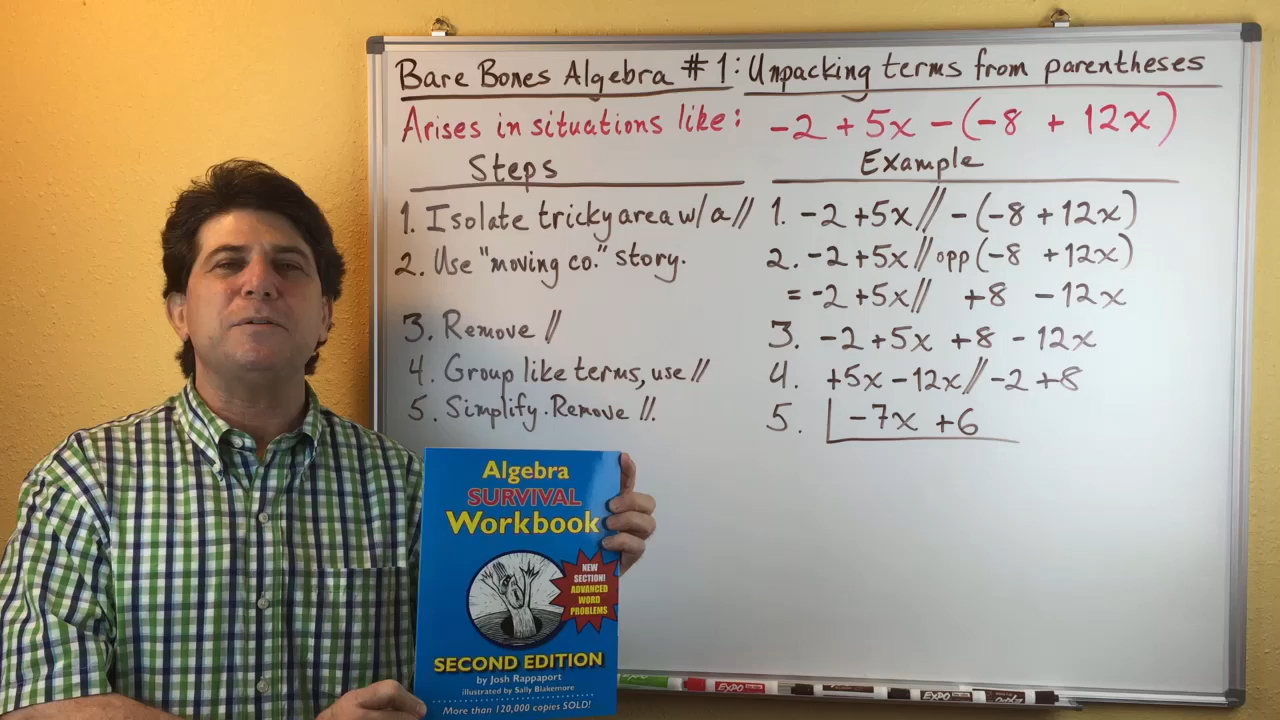 Bare Bones Algebra #1: Unpacking terms from parentheses
Arises in situations like: -2 + 5x - (-8 + 12x)
Steps
1. Isolate tricky area w/ a //
2. Use "moving co." story.
3. Remove //
4. Group like terms, use //
5. Simplify. Remove //.
Example
1. -2 +5x // - (-8 + 12x)
2. -2 +5x // opp (-8 +12x)
= -2 +5x // +8 -12x
3. -2 +5x +8 - 12x
4. +5x -12x // -2 +8
5. -7x +6
Algebra
SURVIVAL
Workbook
NEW
SECTION!
ADVANCED
WORD
PROBLEMS
SECOND EDITION
by Josh Rappaport
illustrated by Sally Blakemore
More than 120,000 copies SOLD!
EXPO
EXPO
EXPO